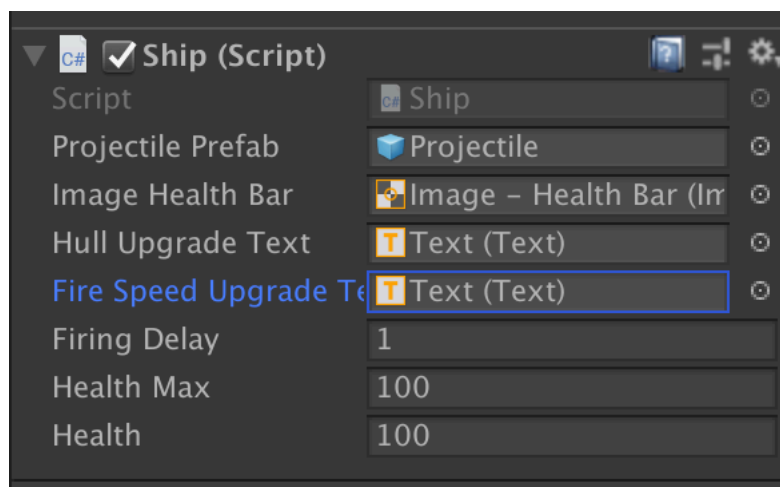 C# Ship (Script)
Script C# Ship
Projectile Prefab Projectile
Image Health Bar Image – Health Bar (Im
Hull Upgrade Text T Text (Text)
Fire Speed Upgrade Te T Text (Text)
Firing Delay 1
Health Max 100
Health 100